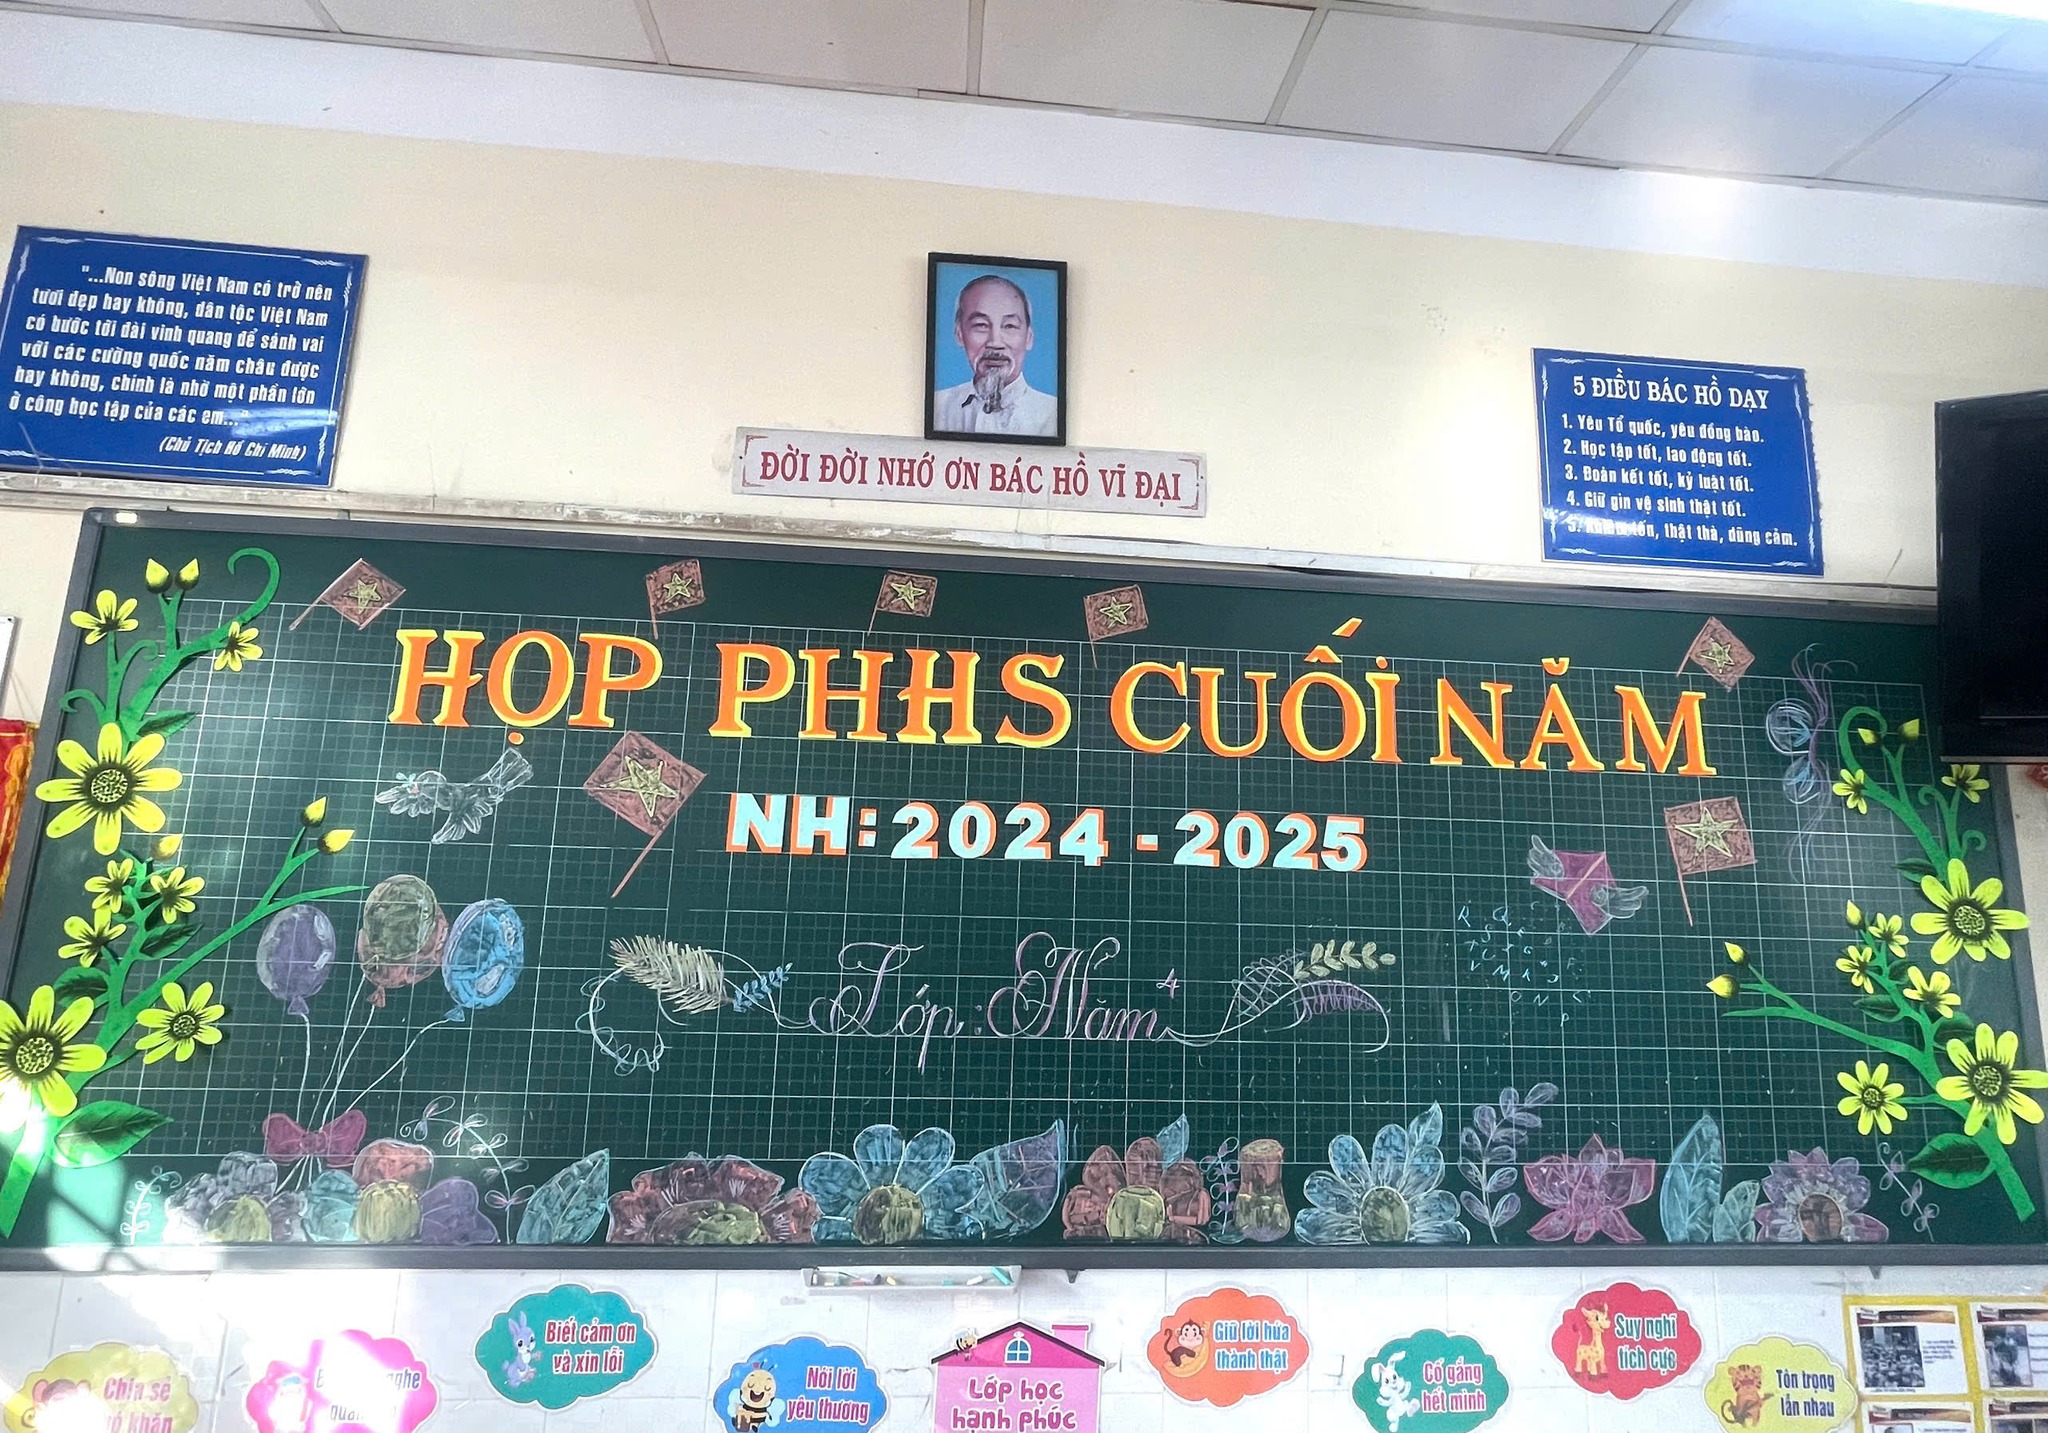 "...Non sông Việt Nam có trở nên
tươi đẹp hay không, dân tộc Việt Nam
có bước tới đài vinh quang để sánh vai
với các cường quốc năm châu được
hay không, chính là nhờ một phần lớn
ở công học tập của các em..."
(Chủ Tịch Hồ Chí Minh)
ĐỜI ĐỜI NHỚ ƠN BÁC HỒ VĨ ĐẠI
5 ĐIỀU BÁC HỒ DẠY
1. Yêu Tổ quốc, yêu đồng bào.
2. Học tập tốt, lao động tốt.
3. Đoàn kết tốt, kỷ luật tốt.
4. Giữ gìn vệ sinh thật tốt.
5. Khiêm tốn, thật thà, dũng cảm.
HỌP PHHS CUỐI NĂM
NH: 2024 - 2025
Lớp: Năm 4
Chia sẻ
khó khăn
nghe
Biết cảm ơn
và xin lỗi
Nói lời
yêu thương
Lớp học
hạnh phúc
Giữ lời hứa
thành thật
Cố gắng
hết mình
Suy nghĩ
tích cực
Tôn trọng
lẫn nhau